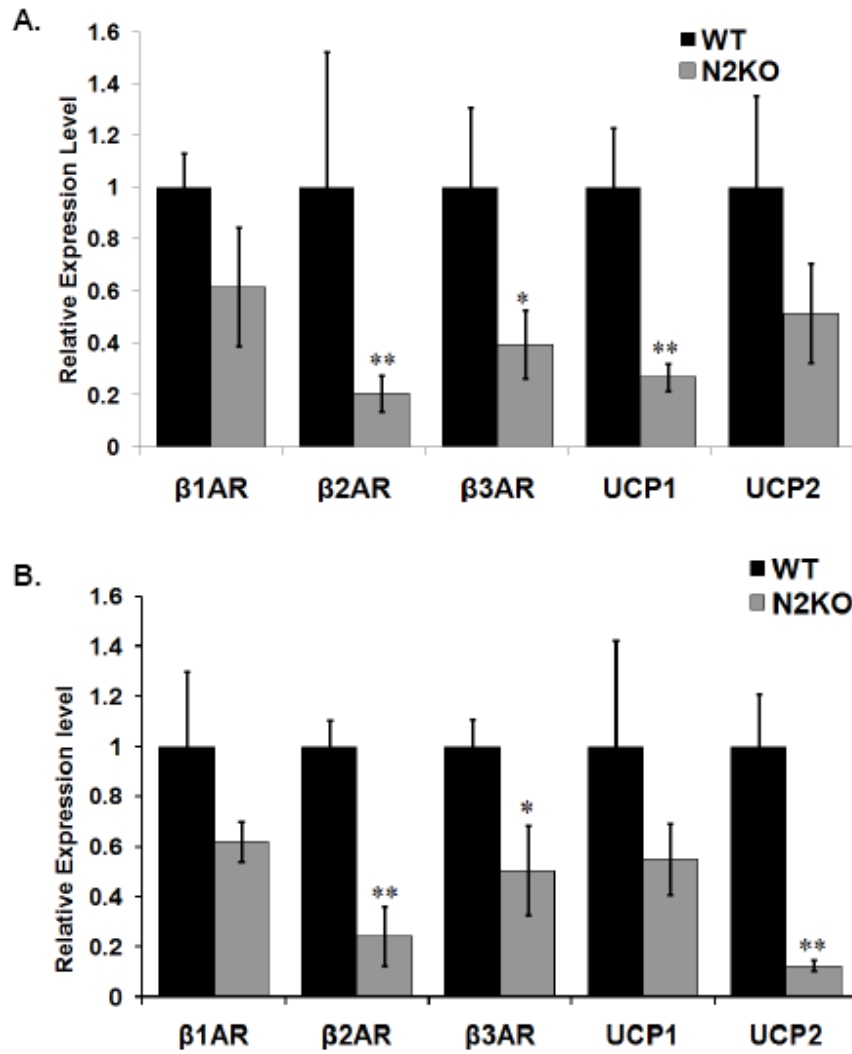 A.
WT
N2KO
Relative Expression Level
1.6
1.4
1.2
1
0.8
0.6
0.4
0.2
0
**
*
**
β1AR β2AR β3AR UCP1 UCP2
B.
WT
N2KO
Relative Expression level
1.6
1.4
1.2
1
0.8
0.6
0.4
0.2
0
**
*
**
β1AR β2AR β3AR UCP1 UCP2